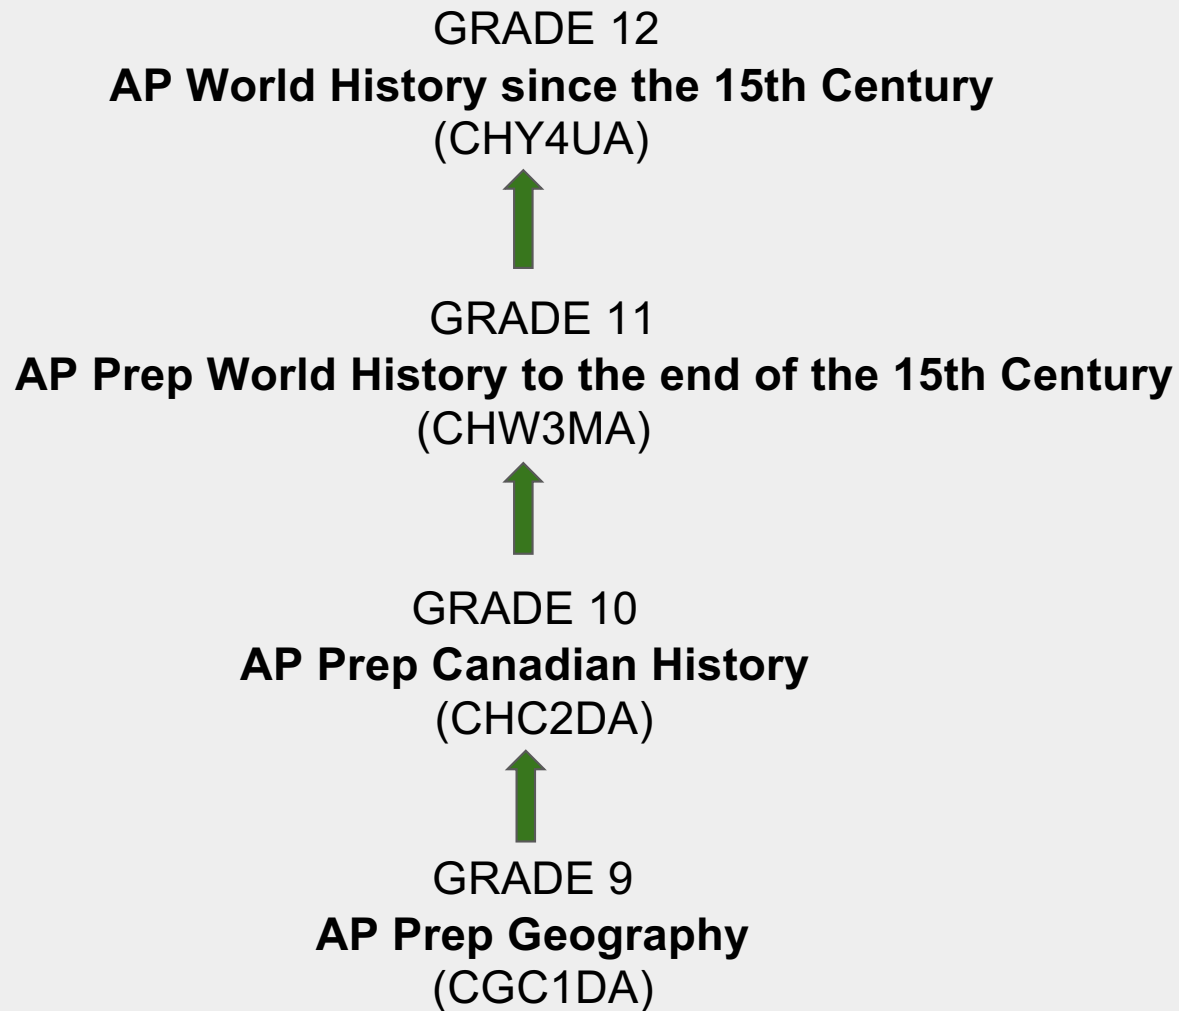 GRADE 12
AP World History since the 15th Century
(CHY4UA)
GRADE 11
AP Prep World History to the end of the 15th Century
(CHW3MA)
GRADE 10
AP Prep Canadian History
(CHC2DA)
GRADE 9
AP Prep Geography
(CGC1DA)